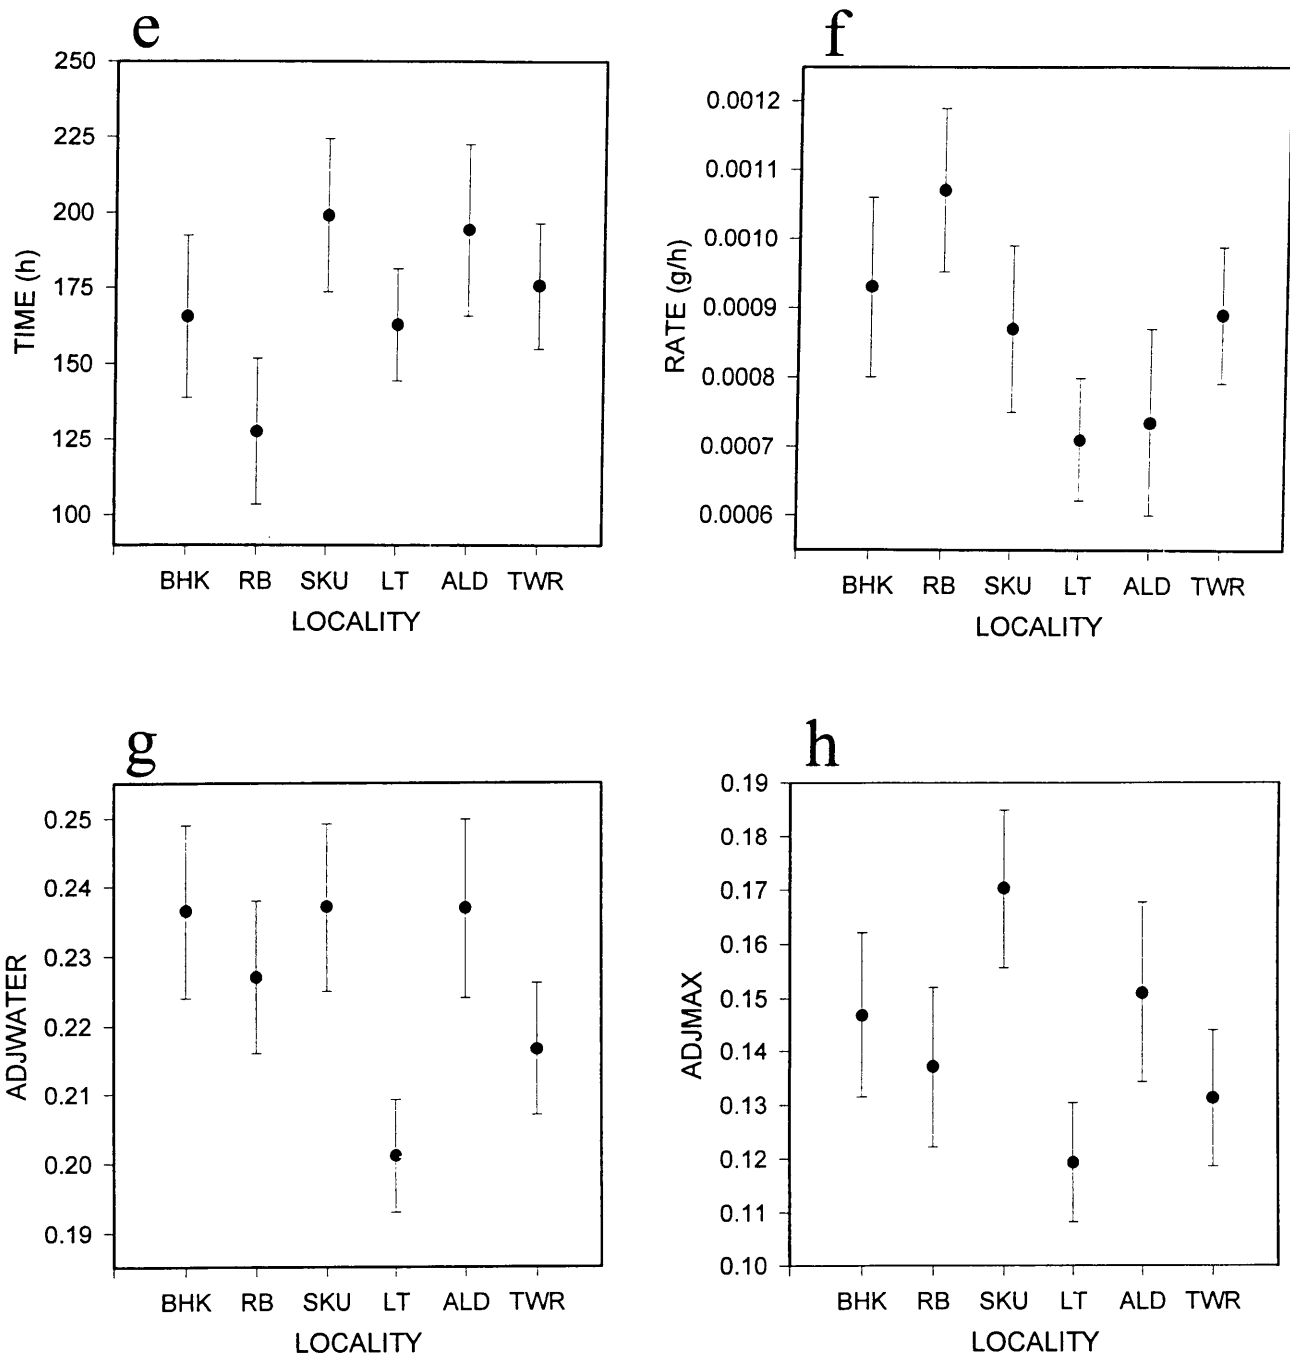 e
250
225
200
175
150
125
100
TIME (h)
BHK RB SKU LT ALD TWR
LOCALITY
f
0.0012
0.0011
0.0010
0.0009
0.0008
0.0007
0.0006
RATE (g/h)
BHK RB SKU LT ALD TWR
LOCALITY
g
0.25
0.24
0.23
0.22
0.21
0.20
0.19
ADJWATER
BHK RB SKU LT ALD TWR
LOCALITY
h
0.19
0.18
0.17
0.16
0.15
0.14
0.13
0.12
0.11
0.10
ADJMAX
BHK RB SKU LT ALD TWR
LOCALITY